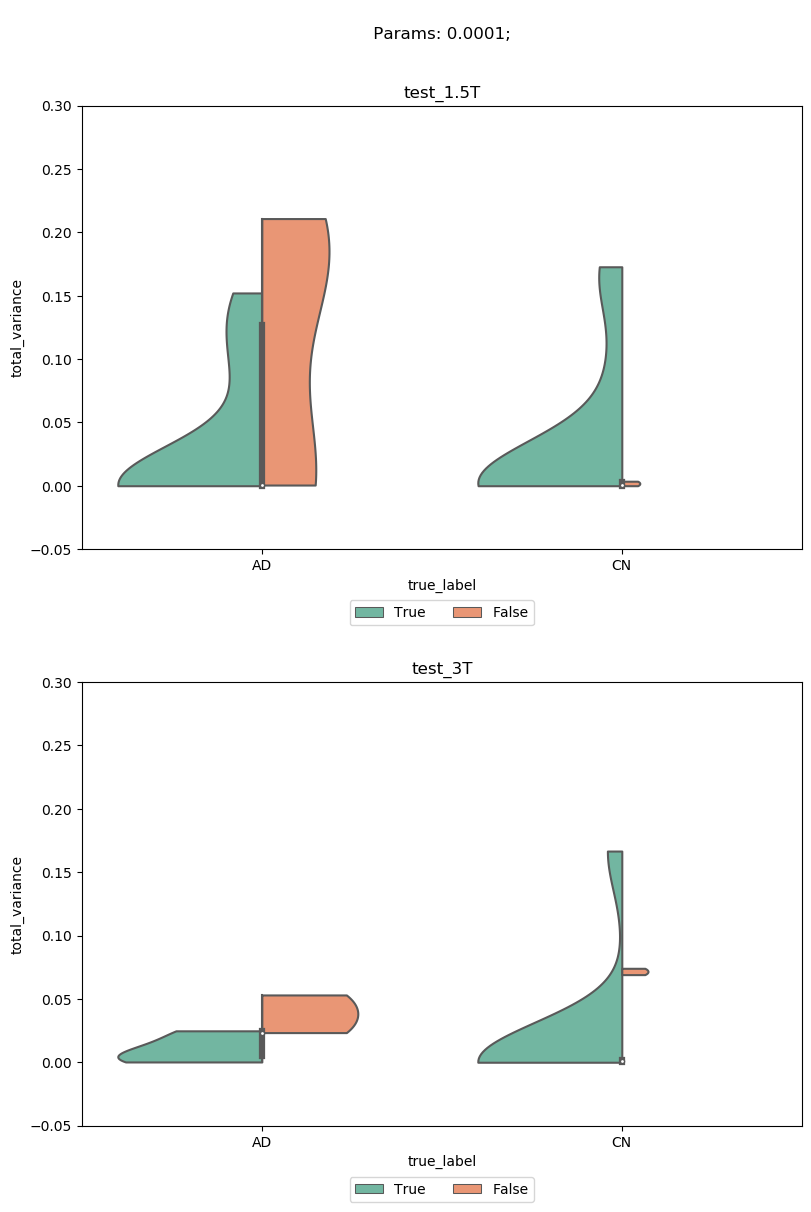 Params: 0.0001;
test_1.5T
0.30
0.25
0.20
0.15
0.10
0.05
0.00
−0.05
total_variance
AD
CN
true_label
True
False
test_3T
0.30
0.25
0.20
0.15
0.10
0.05
0.00
−0.05
total_variance
AD
CN
true_label
True
False